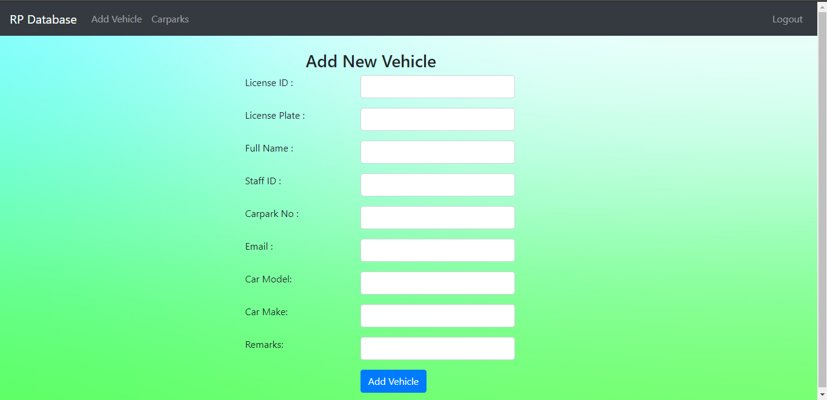 RP Database Add Vehicle Carparks Logout
Add New Vehicle
License ID :
License Plate :
Full Name :
Staff ID :
Carpark No :
Email :
Car Model:
Car Make:
Remarks:
Add Vehicle